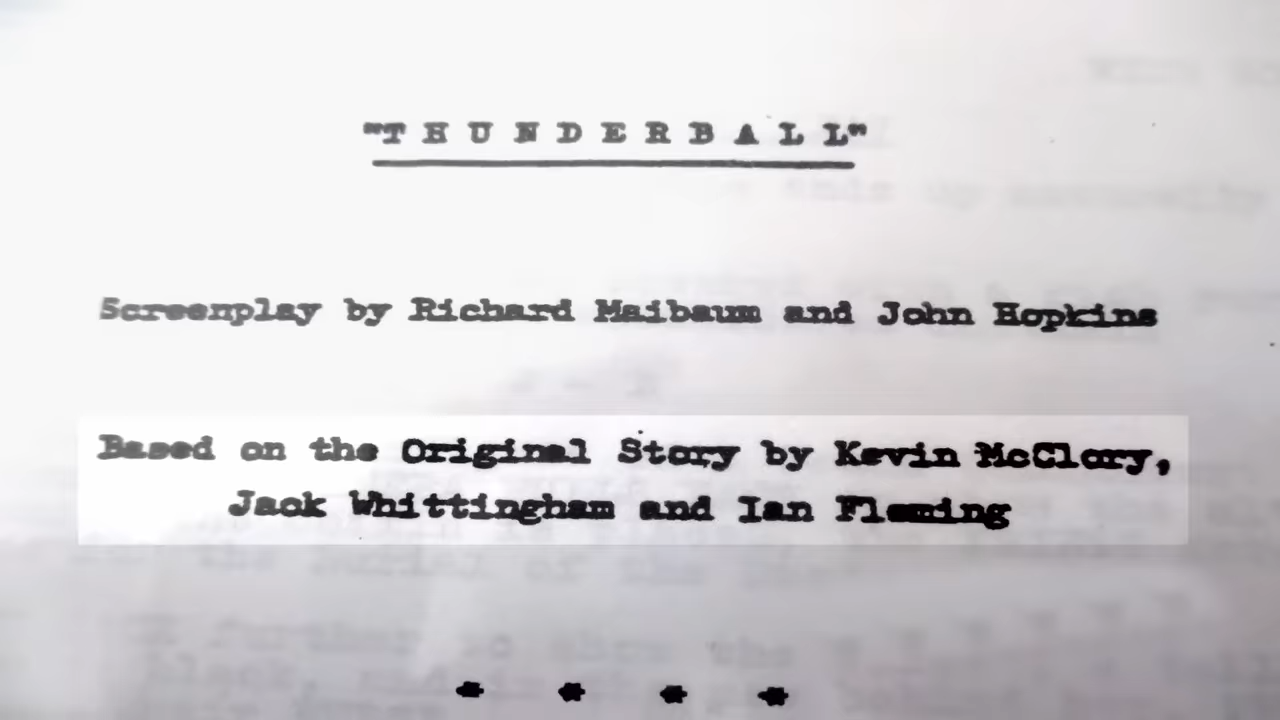 "T H U N D E R B A L L"
Screenplay by Richard Maibaum and John Hopkins
Based on the Original Story by Kevin McClory,
Jack Whittingham and Ian Fleming
* * * *